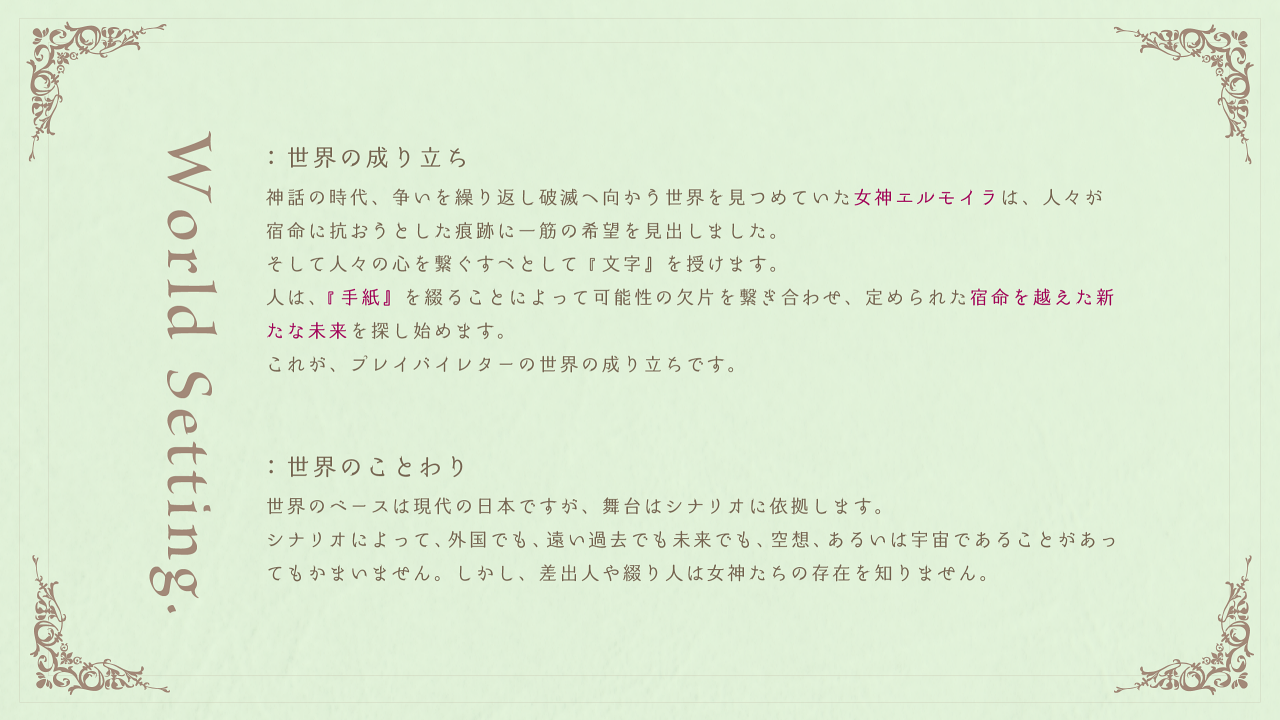 World Setting.
：世界の成り立ち
神話の時代、争いを繰り返し破滅へ向かう世界を見つめていた女神エルモイラは、人々が
宿命に抗おうとした痕跡に一筋の希望を見出しました。
そして人々の心を繋ぐすべとして『文字』を授けます。
人は、『手紙』を綴ることによって可能性の欠片を繋ぎ合わせ、定められた宿命を越えた新
たな未来を探し始めます。
これが、プレイバイレターの世界の成り立ちです。
：世界のことわり
世界のベースは現代の日本ですが、舞台はシナリオに依拠します。
シナリオによって、外国でも、遠い過去でも未来でも、空想、あるいは宇宙であることがあっ
てもかまいません。しかし、差出人や綴り人は女神たちの存在を知りません。